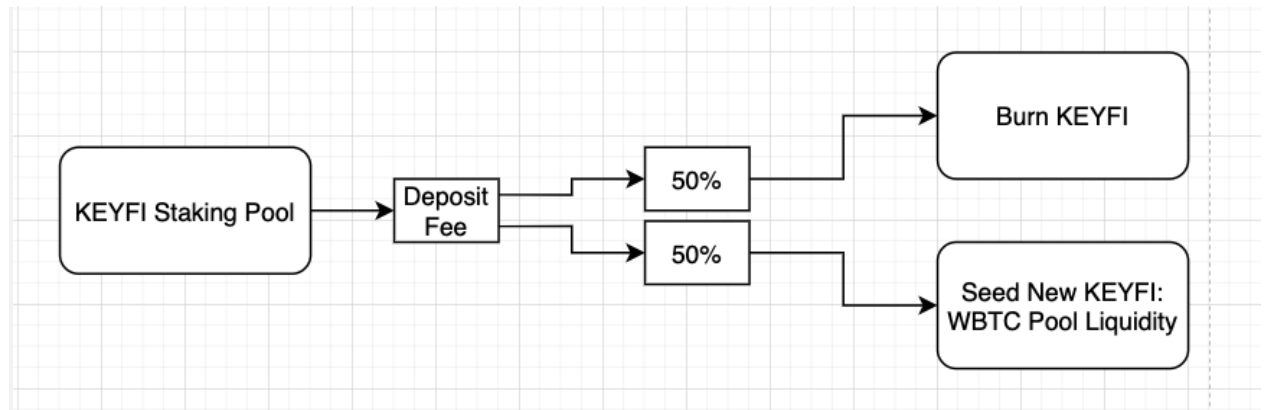 KEYFI Staking Pool
Deposit
Fee
50%
50%
Burn KEYFI
Seed New KEYFI:
WBTC Pool Liquidity